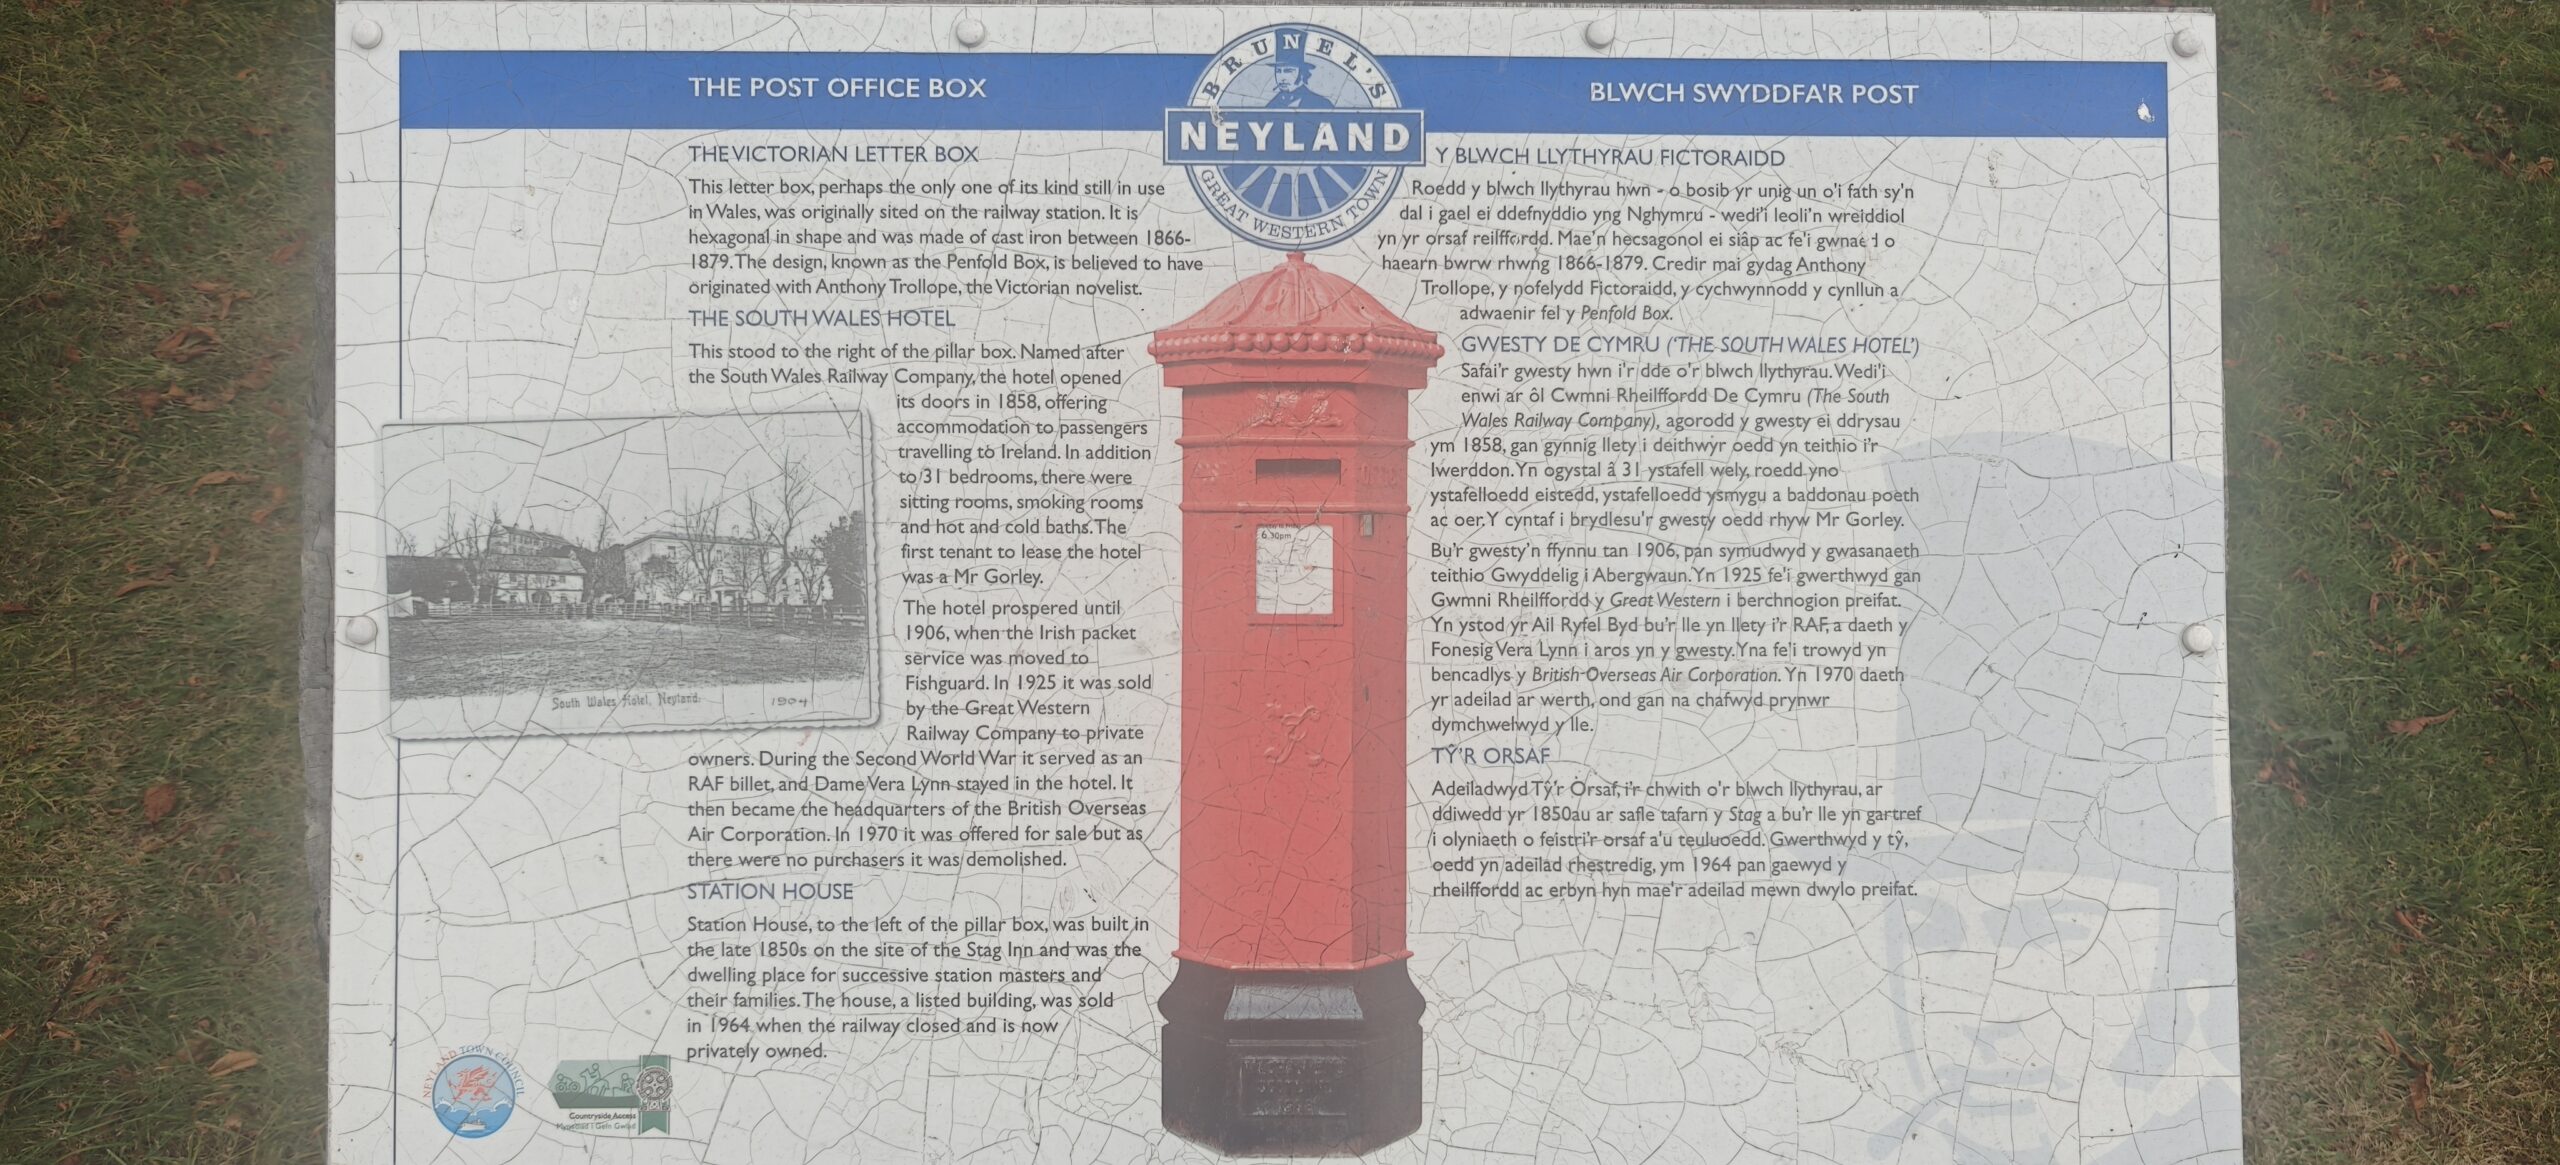 THE POST OFFICE BOX
BRUNEL'S
NEYLAND
GREAT WESTERN TOWN
BLWCH SWYDDFA'R POST
THE VICTORIAN LETTER BOX
This letter box, perhaps the only one of its kind still in use
in Wales, was originally sited on the railway station. It is
hexagonal in shape and was made of cast iron between 1866-
1879. The design, known as the Penfold Box, is believed to have
originated with Anthony Trollope, the Victorian novelist.
THE SOUTH WALES HOTEL
This stood to the right of the pillar box. Named after
the South Wales Railway Company, the hotel opened
its doors in 1858, offering
accommodation to passengers
travelling to Ireland. In addition
to 31 bedrooms, there were
sitting rooms, smoking rooms
and hot and cold baths. The
first tenant to lease the hotel
was a Mr Gorley.
The hotel prospered until
1906, when the Irish packet
service was moved to
Fishguard. In 1925 it was sold
by the Great Western
Railway Company to private
owners. During the Second World War it served as an
RAF billet, and Dame Vera Lynn stayed in the hotel. It
then became the headquarters of the British Overseas
Air Corporation. In 1970 it was offered for sale but as
there were no purchasers it was demolished.
STATION HOUSE
Station House, to the left of the pillar box, was built in
the late 1850s on the site of the Stag Inn and was the
dwelling place for successive station masters and
their families. The house, a listed building, was sold
in 1964 when the railway closed and is now
privately owned.
South Wales Hotel, Neyland. 1904
NEYLAND TOWN COUNCIL
Countryside Access
Mynediad i Gefn Gwlad
6.30pm
Y BLWCH LLYTHYRAU FICTORAIDD
Roedd y blwch llythyrau hwn - o bosib yr unig un o'i fath sy'n
dal i gael ei ddefnyddio yng Nghymru - wedi'i leoli'n wreiddiol
yn yr orsaf reilffordd. Mae'n hecsagonol ei siâp ac fe'i gwnaed o
haearn bwrw rhwng 1866-1879. Credir mai gydag Anthony
Trollope, y nofelydd Fictoraidd, y cychwynnodd y cynllun a
adwaenir fel y Penfold Box.
GWESTY DE CYMRU ('THE SOUTH WALES HOTEL')
Safai'r gwesty hwn i'r dde o'r blwch llythyrau. Wedi'i
enwi ar ôl Cwmni Rheilffordd De Cymru (The South
Wales Railway Company), agorodd y gwesty ei ddrysau
ym 1858, gan gynnig llety i deithwyr oedd yn teithio i'r
Iwerddon. Yn ogystal â 31 ystafell wely, roedd yno
ystafelloedd eistedd, ystafelloedd ysmygu a baddonau poeth
ac oer. Y cyntaf i brydlesu'r gwesty oedd rhyw Mr Gorley.
Bu'r gwesty'n ffynnu tan 1906, pan symudwyd y gwasanaeth
teithio Gwyddelig i Abergwaun. Yn 1925 fe'i gwerthwyd gan
Gwmni Rheilffordd y Great Western i berchnogion preifat.
Yn ystod yr Ail Ryfel Byd bu'r lle yn llety i'r RAF, a daeth y
Fonesig Vera Lynn i aros yn y gwesty. Yna fe'i trowyd yn
bencadlys y British Overseas Air Corporation. Yn 1970 daeth
yr adeilad ar werth, ond gan na chafwyd prynwr
dymchwelwyd y lle.
TŶ'R ORSAF
Adeiladwyd Tŷ'r Orsaf, i'r chwith o'r blwch llythyrau, ar
ddiwedd yr 1850au ar safle tafarn y Stag a bu'r lle yn gartref
i olyniaeth o feistri'r orsaf a'u teuluoedd. Gwerthwyd y tŷ,
oedd yn adeilad rhestredig, ym 1964 pan gaewyd y
rheilffordd ac erbyn hyn mae'r adeilad mewn dwylo preifat.